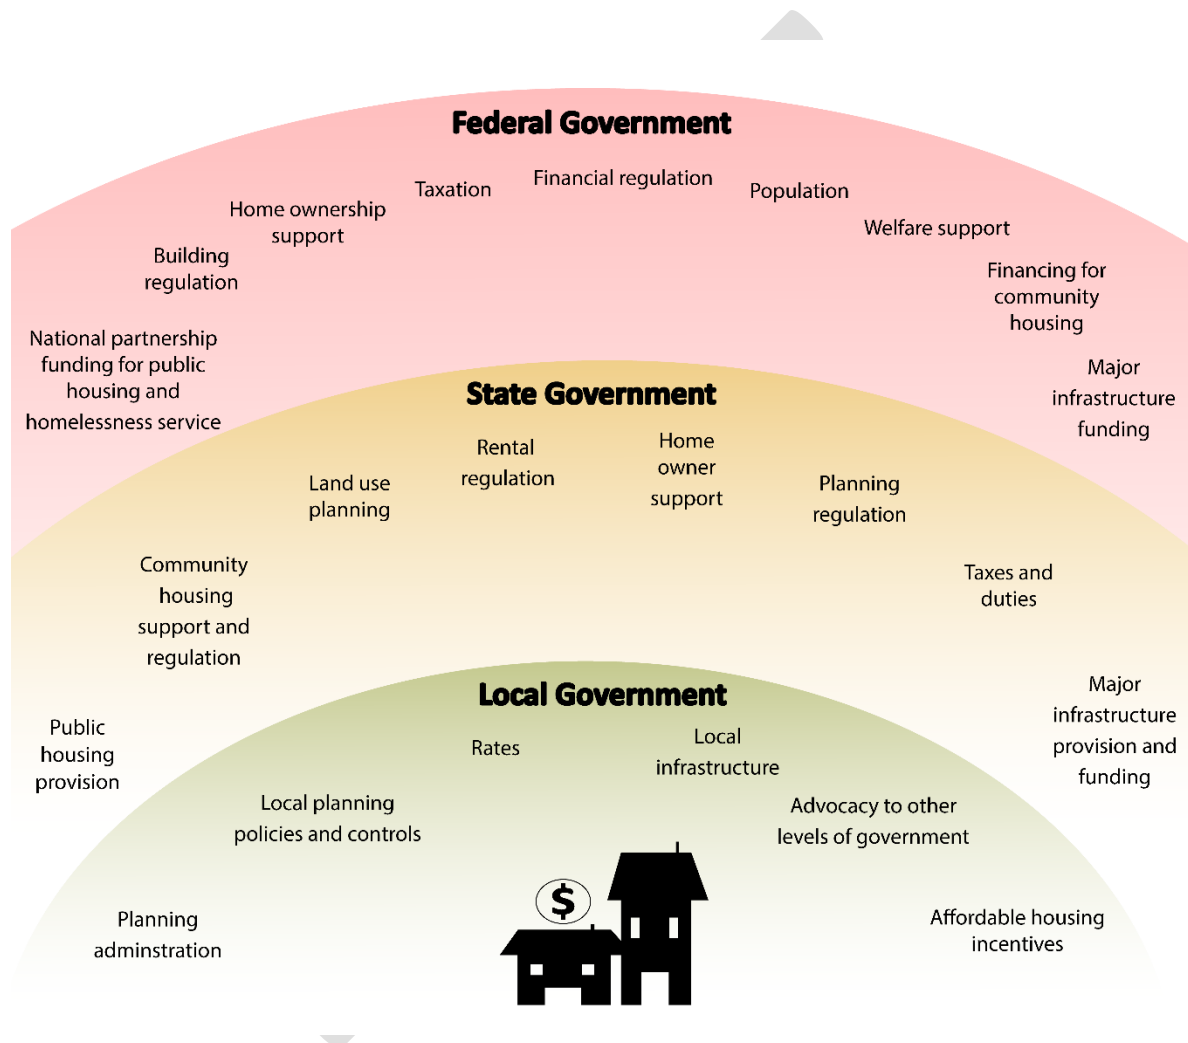 Federal Government
National partnership
funding for public
housing and
homelessness service
Building
regulation
Home ownership
support
Taxation
Financial regulation
Population
Welfare support
Financing for
community
housing
Major
infrastructure
funding
State Government
Public
housing
provision
Community
housing
support and
regulation
Land use
planning
Rental
regulation
Home
owner
support
Planning
regulation
Taxes and
duties
Major
infrastructure
provision and
funding
Local Government
Planning
adminstration
Local planning
policies and controls
Rates
Local
infrastructure
Advocacy to other
levels of government
Affordable housing
incentives
$